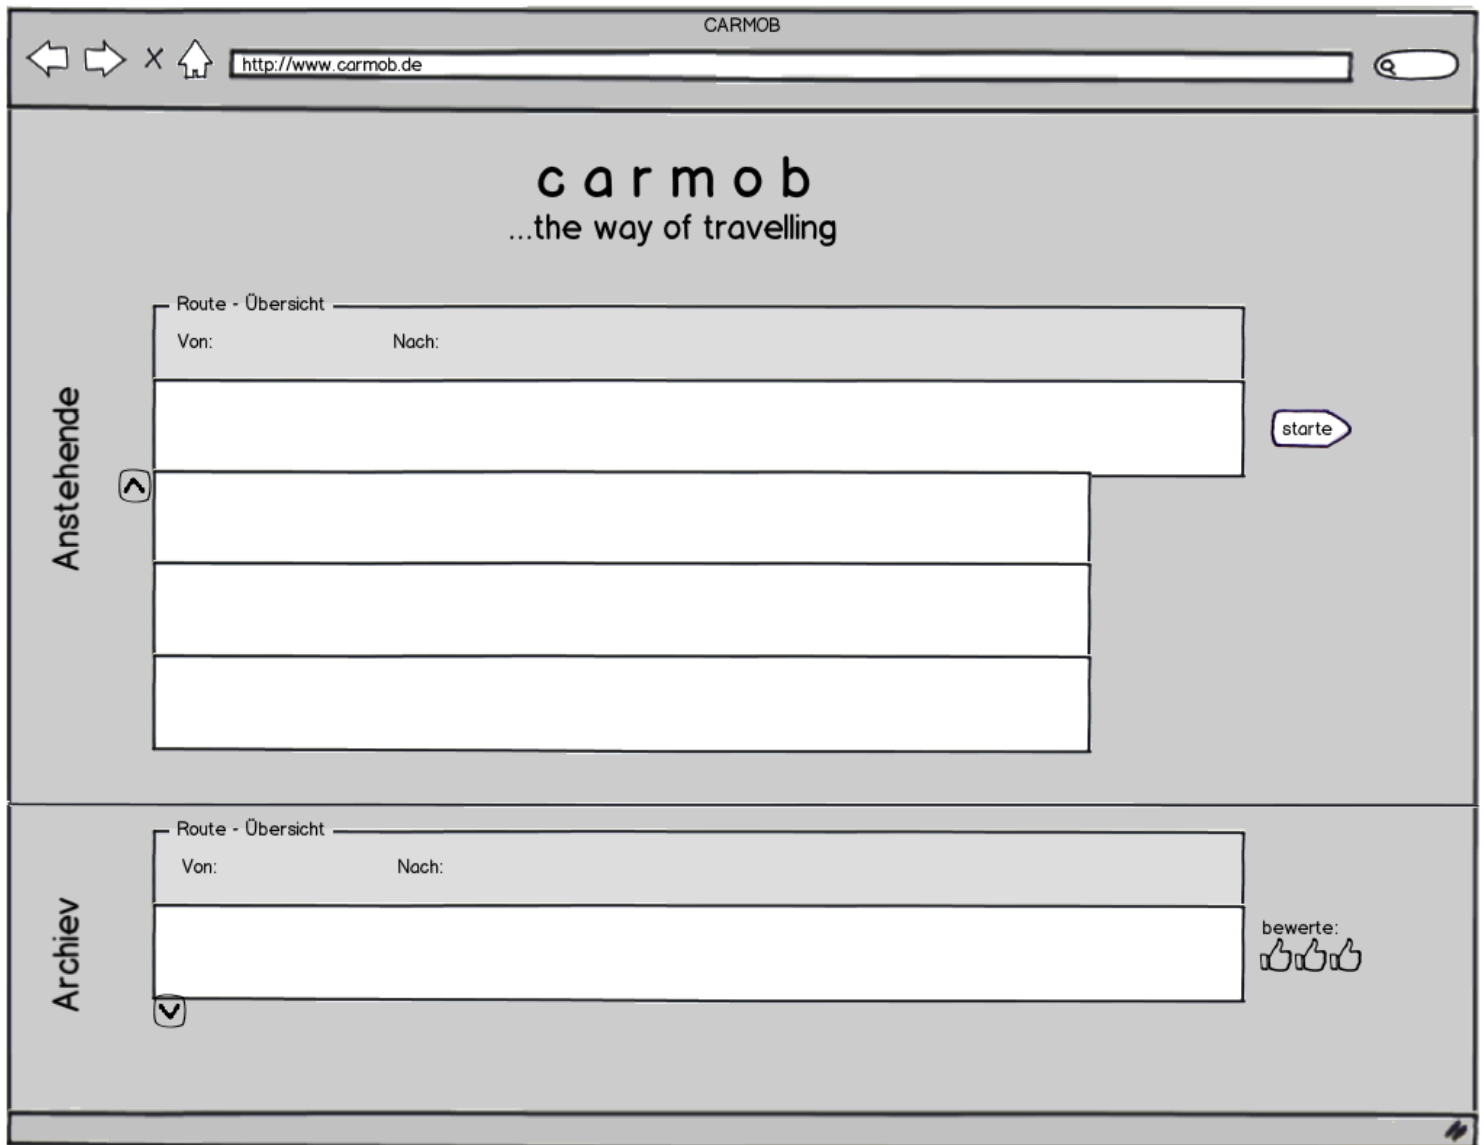 CARMOB
http://www.carmob.de
carmob
...the way of travelling
Route - Übersicht
Von: Nach:
Anstehende
starte
Route - Übersicht
Von: Nach:
Archiev
bewerte: